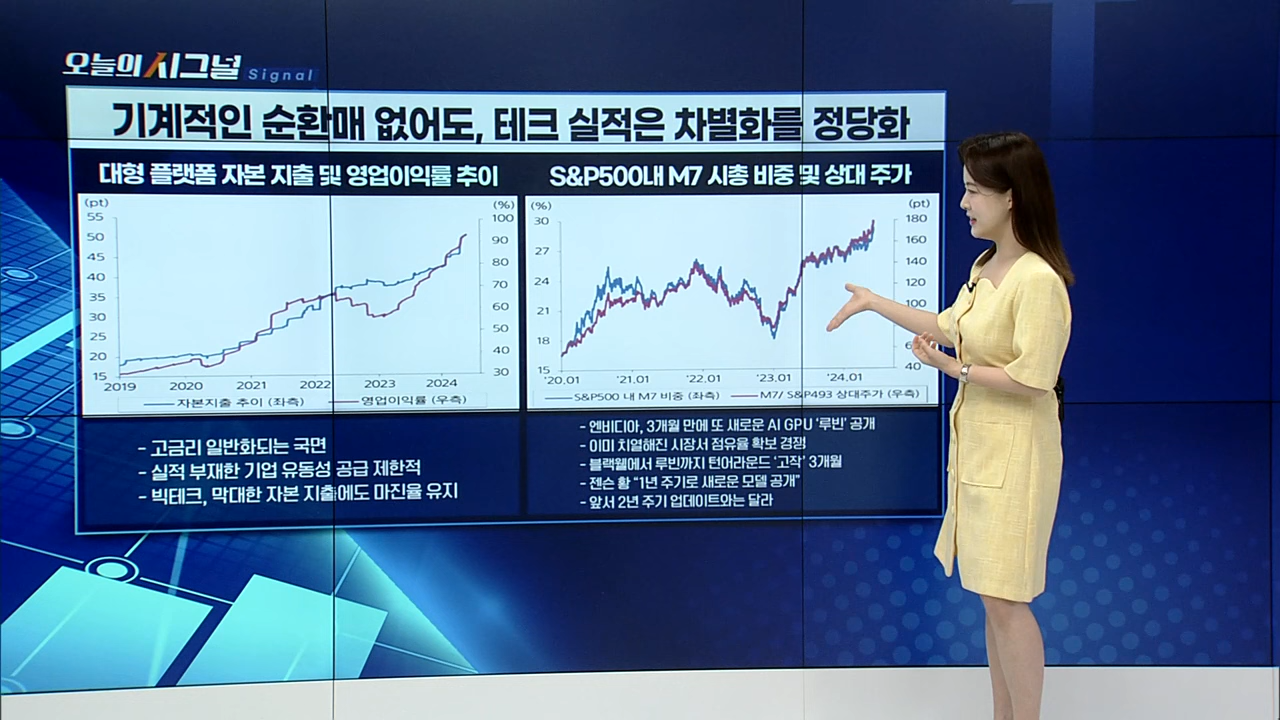 오늘의 시그널 Signal
기계적인 순환매 없어도, 테크 실적은 차별화를 정당화
대형 플랫폼 자본 지출 및 영업이익률 추이
(pt)
(%)
55
50
45
40
35
30
25
20
15
100
90
80
70
60
50
40
30
2019 2020 2021 2022 2023 2024
자본지출 추이 (좌측) 영업이익률 (우측)
- 고금리 일반화되는 국면
- 실적 부재한 기업 유동성 공급 제한적
- 빅테크, 막대한 자본 지출에도 마진율 유지
S&P500내 M7 시총 비중 및 상대 주가
(%)
(pt)
30
27
24
21
18
15
180
160
140
120
100
40
'20.01 '21.01 '22.01 '23.01 '24.01
S&P500 내 M7 비중 (좌측) M7/ S&P493 상대주가 (우측)
- 엔비디아, 3개월 만에 또 새로운 AI GPU '루빈' 공개
- 이미 치열해진 시장서 점유율 확보 경쟁
- 블랙웰에서 루빈까지 턴어라운드 '고작' 3개월
- 젠슨 황 "1년 주기로 새로운 모델 공개"
- 앞서 2년 주기 업데이트와는 달라